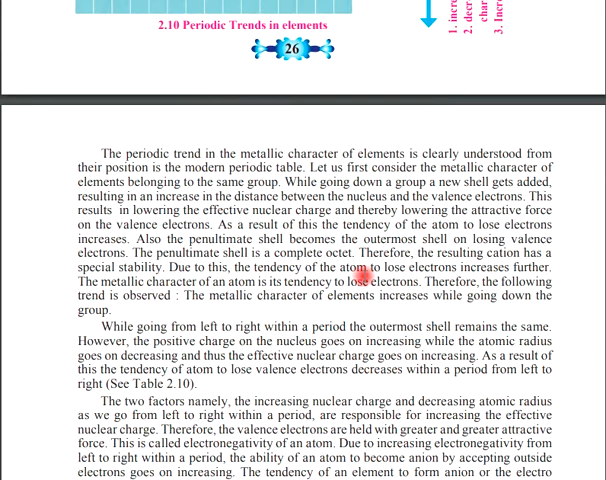 2.10 Periodic Trends in elements
26
1. incre
2. decr
char
3. Incre
The periodic trend in the metallic character of elements is clearly understood from
their position is the modern periodic table. Let us first consider the metallic character of
elements belonging to the same group. While going down a group a new shell gets added,
resulting in an increase in the distance between the nucleus and the valence electrons. This
results in lowering the effective nuclear charge and thereby lowering the attractive force
on the valence electrons. As a result of this the tendency of the atom to lose electrons
increases. Also the penultimate shell becomes the outermost shell on losing valence
electrons. The penultimate shell is a complete octet. Therefore, the resulting cation has a
special stability. Due to this, the tendency of the atom to lose electrons increases further.
The metallic character of an atom is its tendency to lose electrons. Therefore, the following
trend is observed : The metallic character of elements increases while going down the
group.
While going from left to right within a period the outermost shell remains the same.
However, the positive charge on the nucleus goes on increasing while the atomic radius
goes on decreasing and thus the effective nuclear charge goes on increasing. As a result of
this the tendency of atom to lose valence electrons decreases within a period from left to
right (See Table 2.10).
The two factors namely, the increasing nuclear charge and decreasing atomic radius
as we go from left to right within a period, are responsible for increasing the effective
nuclear charge. Therefore, the valence electrons are held with greater and greater attractive
force. This is called electronegativity of an atom. Due to increasing electronegativity from
left to right within a period, the ability of an atom to become anion by accepting outside
electrons goes on increasing. The tendency of an element to form anion or the electro